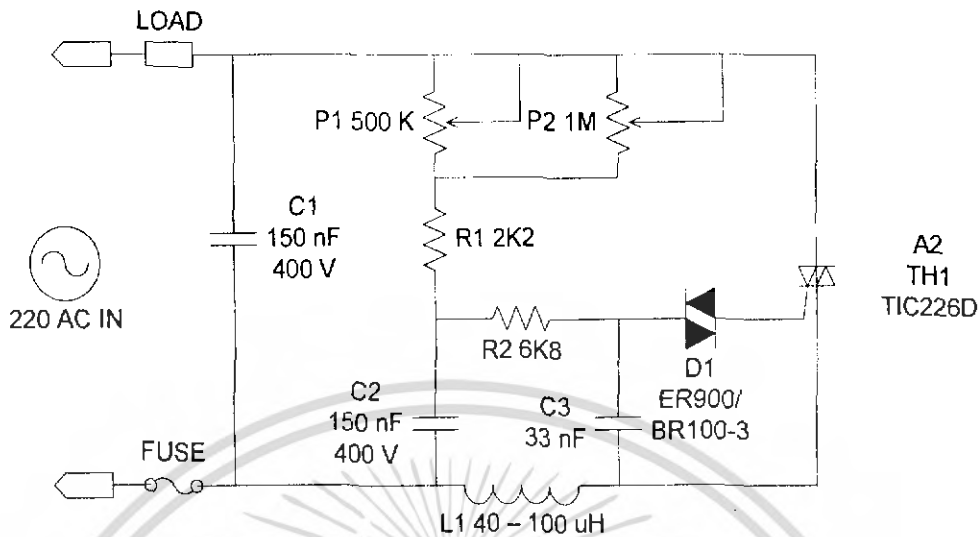 LOAD
P1 500 K
P2 1M
C1
150 nF
400 V
R1 2K2
A2
TH1
TIC226D
220 AC IN
R2 6K8
D1
ER900/
BR100-3
C2
150 nF
400 V
C3
33 nF
FUSE
L1 40 – 100 uH